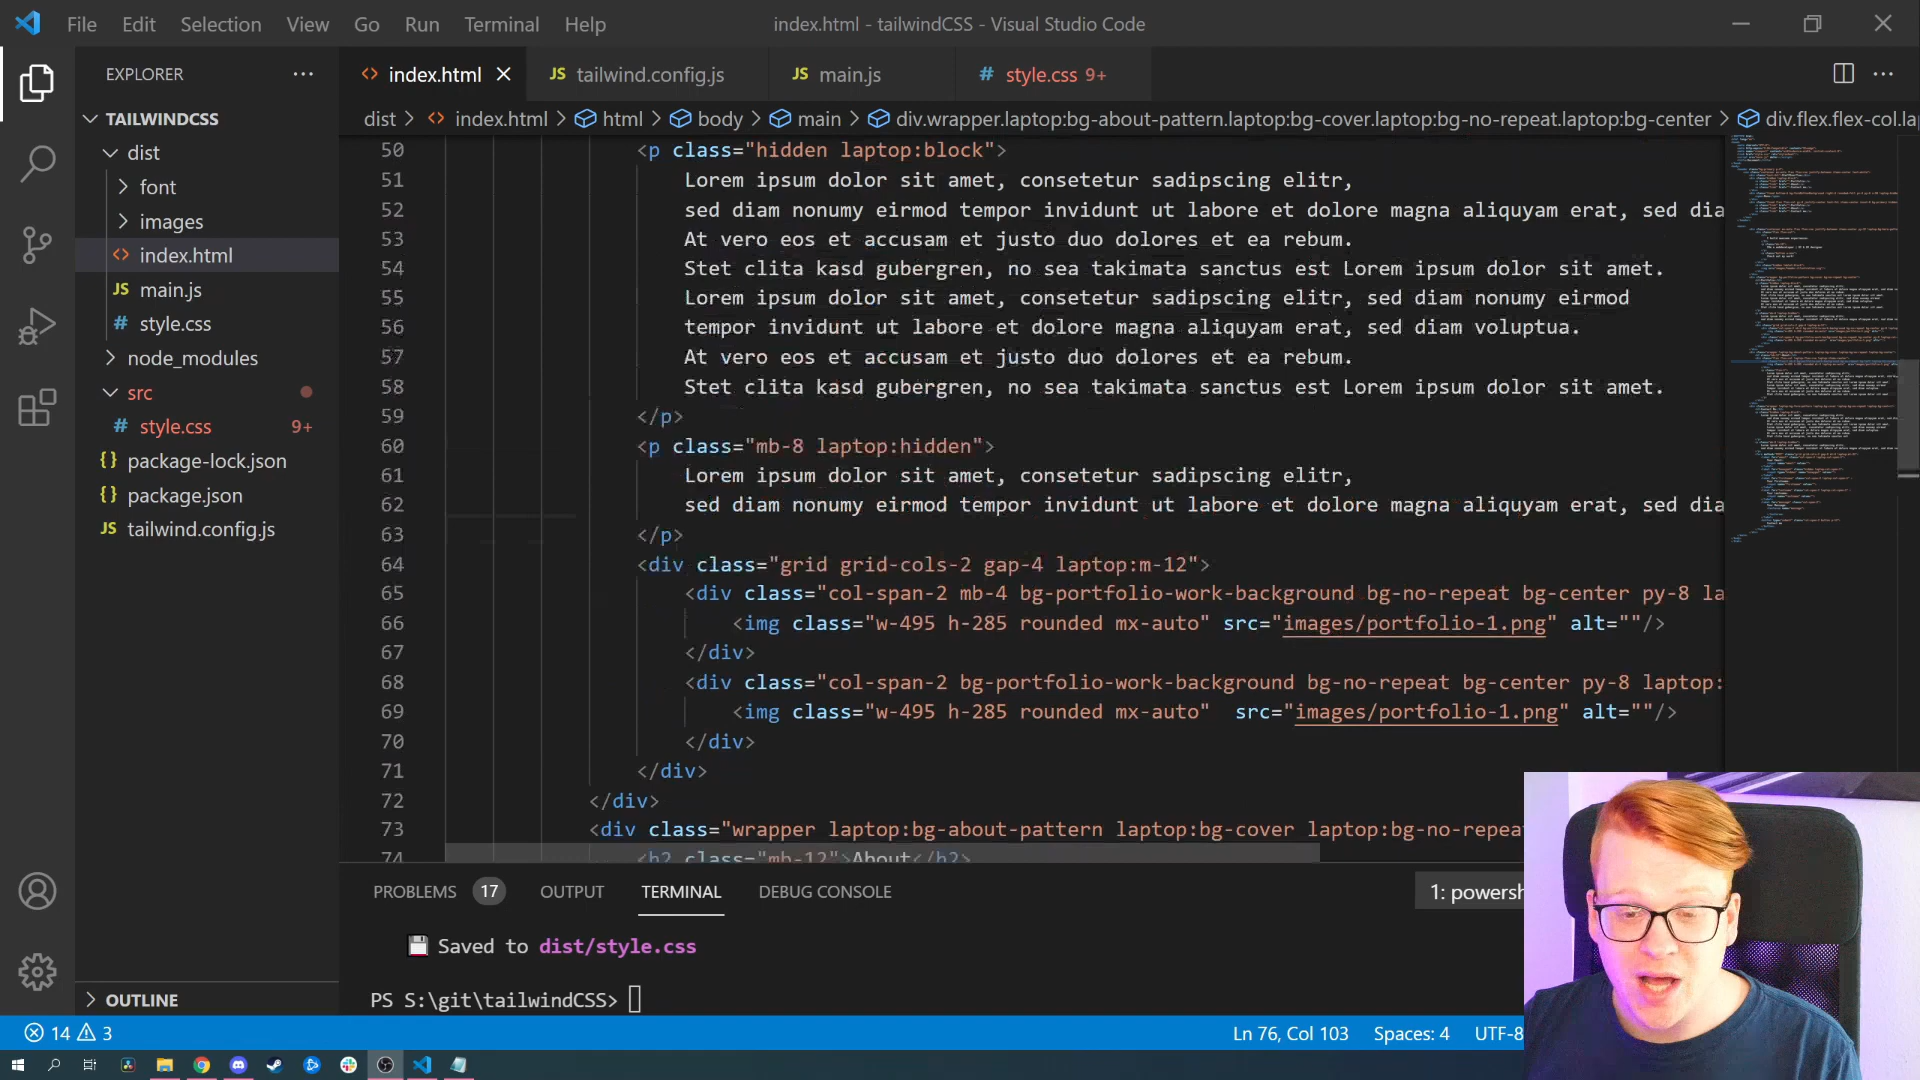 File Edit Selection View Go Run Terminal Help
index.html - tailwindCSS - Visual Studio Code
EXPLORER
index.html
JS tailwind.config.js
JS main.js
# style.css 9+
TAILWINDCSS
dist > index.html > html > body > main > div.wrapper.laptop:bg-about-pattern.laptop:bg-cover.laptop:bg-no-repeat.laptop:bg-center > div.flex.flex-col.la
dist
font
images
index.html
JS main.js
# style.css
node_modules
src
# style.css 9+
{} package-lock.json
{} package.json
JS tailwind.config.js
OUTLINE
50 <p class="hidden laptop:block">
51 Lorem ipsum dolor sit amet, consetetur sadipscing elitr,
52 sed diam nonumy eirmod tempor invidunt ut labore et dolore magna aliquyam erat, sed dia
53 At vero eos et accusam et justo duo dolores et ea rebum.
54 Stet clita kasd gubergren, no sea takimata sanctus est Lorem ipsum dolor sit amet.
55 Lorem ipsum dolor sit amet, consetetur sadipscing elitr, sed diam nonumy eirmod
56 tempor invidunt ut labore et dolore magna aliquyam erat, sed diam voluptua.
57 At vero eos et accusam et justo duo dolores et ea rebum.
58 Stet clita kasd gubergren, no sea takimata sanctus est Lorem ipsum dolor sit amet.
59 </p>
60 <p class="mb-8 laptop:hidden">
61 Lorem ipsum dolor sit amet, consetetur sadipscing elitr,
62 sed diam nonumy eirmod tempor invidunt ut labore et dolore magna aliquyam erat, sed dia
63 </p>
64 <div class="grid grid-cols-2 gap-4 laptop:m-12">
65 <div class="col-span-2 mb-4 bg-portfolio-work-background bg-no-repeat bg-center py-8 la
66 <img class="w-495 h-285 rounded mx-auto" src="images/portfolio-1.png" alt=""/>
67 </div>
68 <div class="col-span-2 bg-portfolio-work-background bg-no-repeat bg-center py-8 laptop:
69 <img class="w-495 h-285 rounded mx-auto"  src="images/portfolio-1.png" alt=""/>
70 </div>
71 </div>
72 </div>
73 <div class="wrapper laptop:bg-about-pattern laptop:bg-cover laptop:bg-no-repeat
74 <h2 class="mb-12">About</h2>
PROBLEMS 17 OUTPUT TERMINAL DEBUG CONSOLE
1: powersh
Saved to dist/style.css
PS S:\git\tailwindCSS>
14 3
Ln 76, Col 103 Spaces: 4 UTF-8